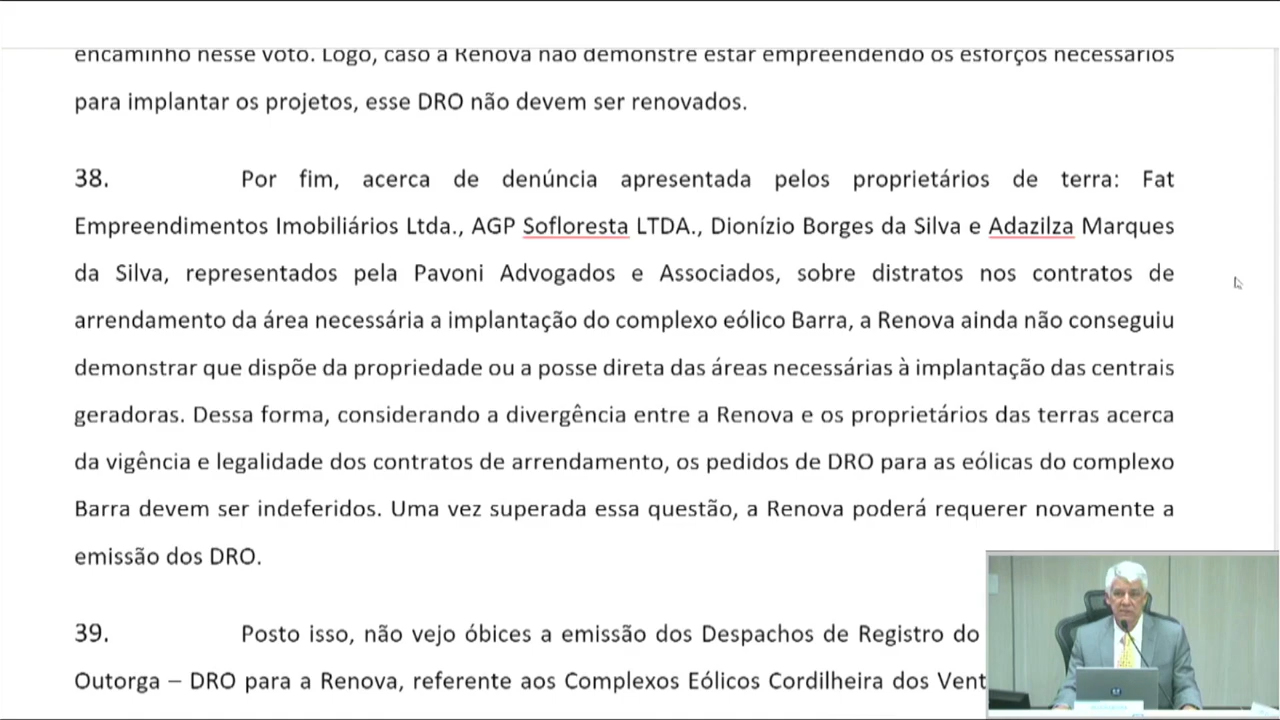 encaminho nesse voto. Logo, caso a Renova não demonstre estar empreendendo os esforços necessários
para implantar os projetos, esse DRO não devem ser renovados.
38. Por fim, acerca de denúncia apresentada pelos proprietários de terra: Fat
Empreendimentos Imobiliários Ltda., AGP Sofloresta LTDA., Dionízio Borges da Silva e Adazilza Marques
da Silva, representados pela Pavoni Advogados e Associados, sobre distratos nos contratos de
arrendamento da área necessária a implantação do complexo eólico Barra, a Renova ainda não conseguiu
demonstrar que dispõe da propriedade ou a posse direta das áreas necessárias à implantação das centrais
geradoras. Dessa forma, considerando a divergência entre a Renova e os proprietários das terras acerca
da vigência e legalidade dos contratos de arrendamento, os pedidos de DRO para as eólicas do complexo
Barra devem ser indeferidos. Uma vez superada essa questão, a Renova poderá requerer novamente a
emissão dos DRO.
39. Posto isso, não vejo óbices a emissão dos Despachos de Registro do
Outorga – DRO para a Renova, referente aos Complexos Eólicos Cordilheira dos Vent